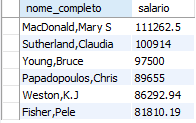 nome_completo salario
MacDonald,Mary S 111262.5
Sutherland,Claudia 100914
Young,Bruce 97500
Papadopoulos,Chris 89655
Weston,K.J 86292.94
Fisher,Pele 81810.19